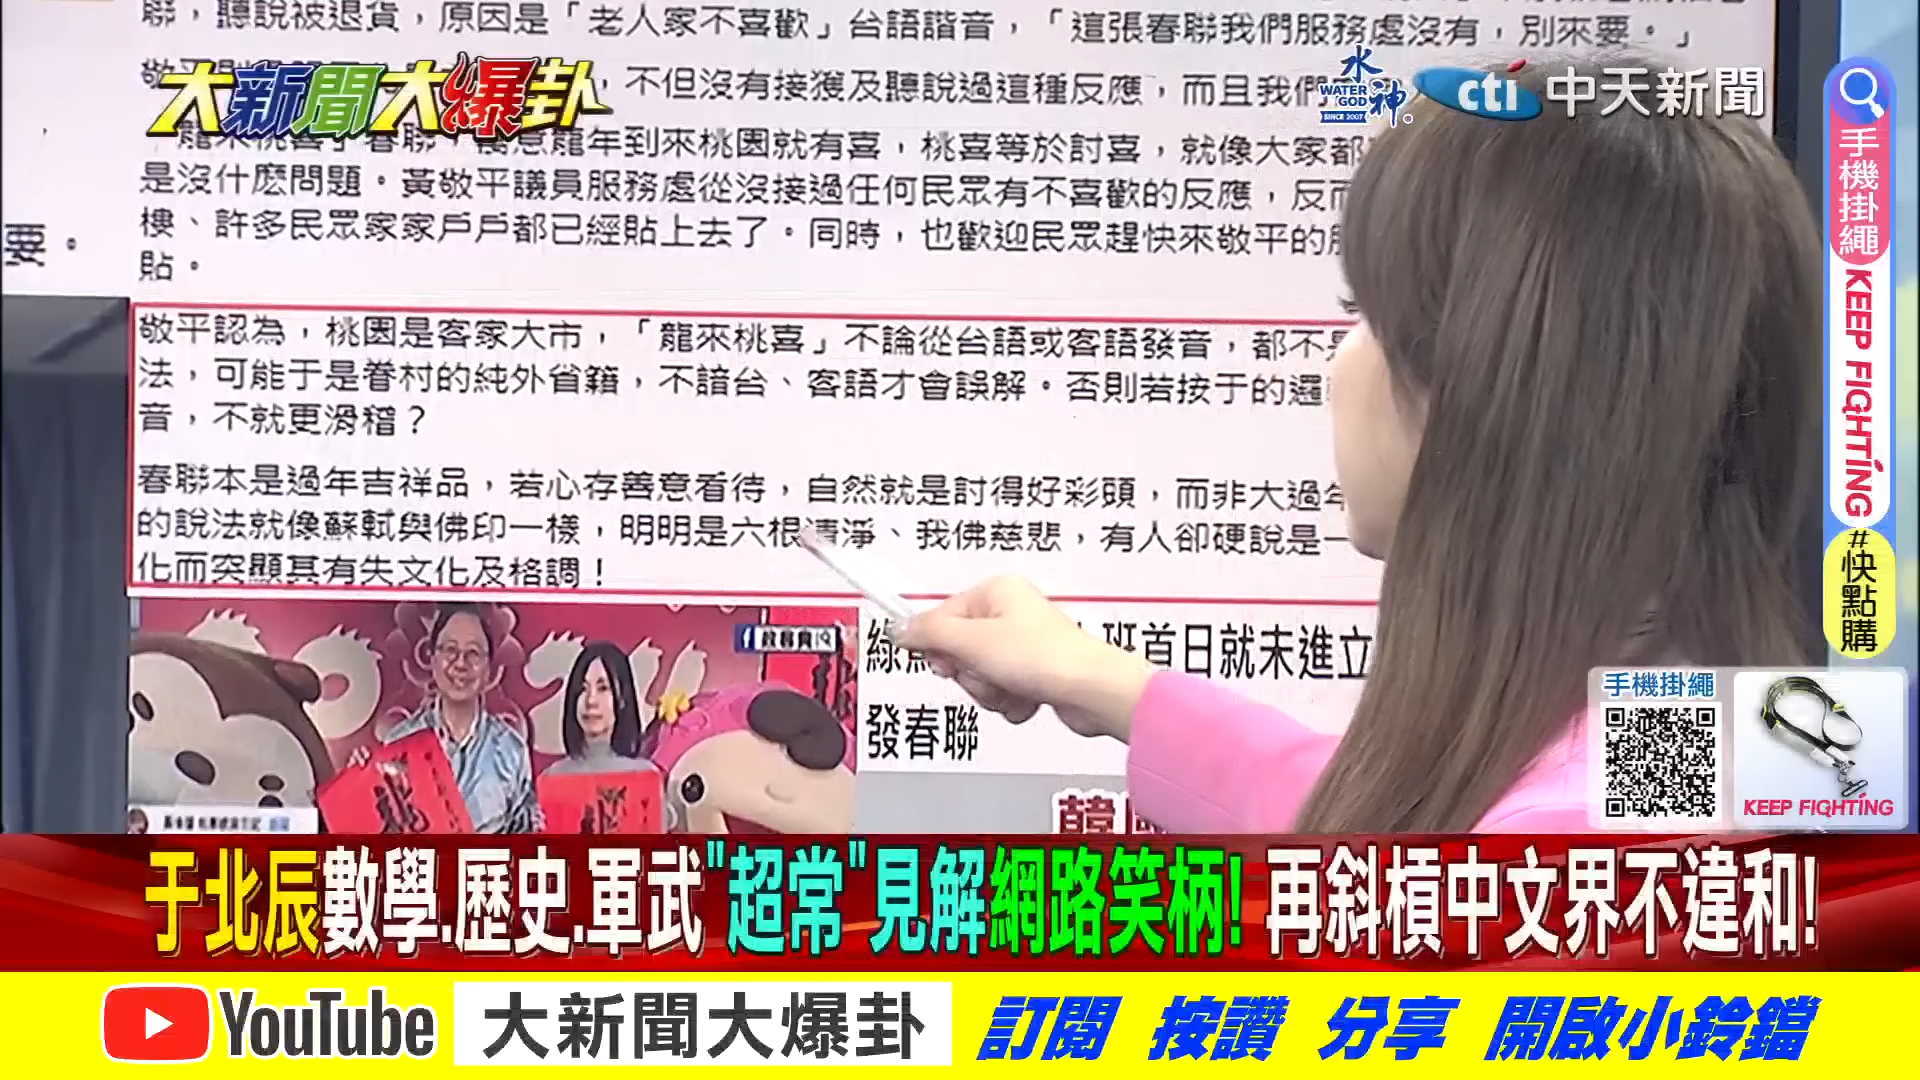 聯，聽說被退貨，原因是「老人家不喜歡」台語諧音，「這張春聯我們服務處沒有，別來要。」
敬平
，不但沒有接獲及聽說過這種反應，而且我們
大新聞大爆卦
水神
WATER GOD
SINCE 2007
cti 中天新聞
「龍來桃喜」春聯，寓意龍年到來桃園就有喜，桃喜等於討喜，就像大家都
是沒什麼問題。黃敬平議員服務處從沒接過任何民眾有不喜歡的反應，反而
樓、許多民眾家家戶戶都已經貼上去了。同時，也歡迎民眾趕快來敬平的服
貼。
要。
敬平認為，桃園是客家大市，「龍來桃喜」不論從台語或客語發音，都不是
法，可能于是眷村的純外省籍，不諳台、客語才會誤解。否則若按于的邏
音，不就更滑稽？
春聯本是過年吉祥品，若心存善意看待，自然就是討得好彩頭，而非大過年
的說法就像蘇軾與佛印一樣，明明是六根清淨、我佛慈悲，有人卻硬說是一
化而突顯其有失文化及格調！
綠
班首日就未進立
發春聯
手機掛繩
KEEP FIGHTING
#快點購
手機掛繩
KEEP FIGHTING
于北辰數學.歷史.軍武"超常"見解網路笑柄! 再斜槓中文界不違和!
YouTube 大新聞大爆卦 訂閱 按讚 分享 開啟小鈴鐺